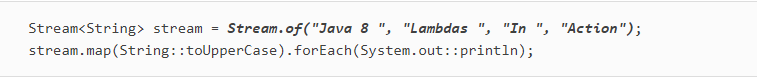 Stream<String> stream = Stream.of("Java 8 ", "Lambdas ", "In ", "Action");
stream.map(String::toUpperCase).forEach(System.out::println);